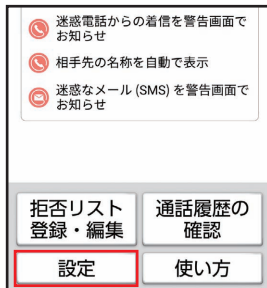 迷惑電話からの着信を警告画面で
お知らせ
相手先の名称を自動で表示
迷惑なメール (SMS) を警告画面で
お知らせ
拒否リスト
登録・編集
通話履歴の
確認
設定
使い方